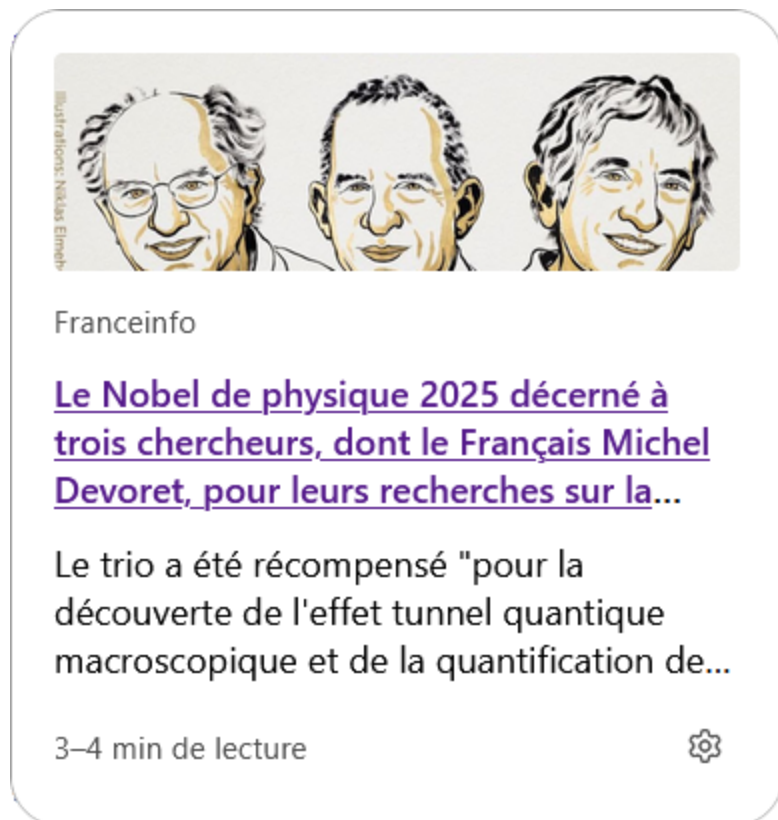 Illustrations: Niklas Elmeh
Franceinfo
Le Nobel de physique 2025 décerné à
trois chercheurs, dont le Français Michel
Devoret, pour leurs recherches sur la...
Le trio a été récompensé "pour la
découverte de l'effet tunnel quantique
macroscopique et de la quantification de...
3–4 min de lecture